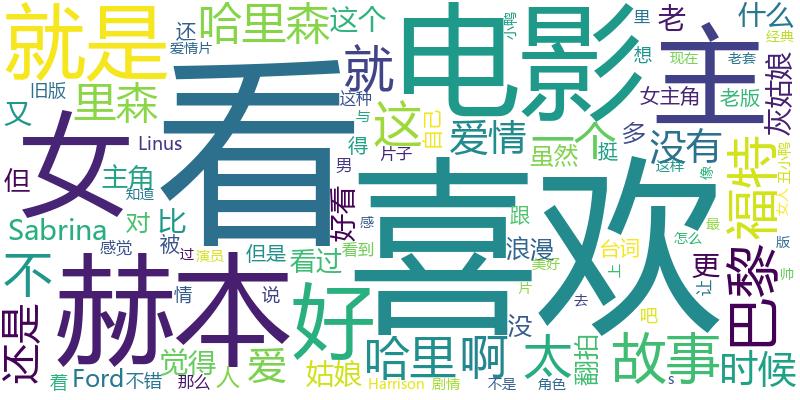 就是
看
电影
喜欢
女
主
赫本
好
哈里森
这个
还
爱情片
小鸭
老
里
经典
什么
想
现在
老套
旧版
里森
就
这种
又
Linus
与
得
片子
这
自己
爱情
一个
虽然
挺
多
没有
女主角
老版
灰姑娘
福特
丑小鸭
女人
这样
像
但
主角
知道
男
好看
Sabrina
对
比
感觉
被
过
演员
但是
感
看过
看到
跟
浪漫
美好
台词
上
更
让
最
怎么
版
帅
巴黎
不
还是
情
说
没
片
去
吧
觉得
爱
姑娘
哈里
啊
太
翻拍
故事
时候
着
Ford
不错
那么
人
Harrison
剧情
不是
角色
s